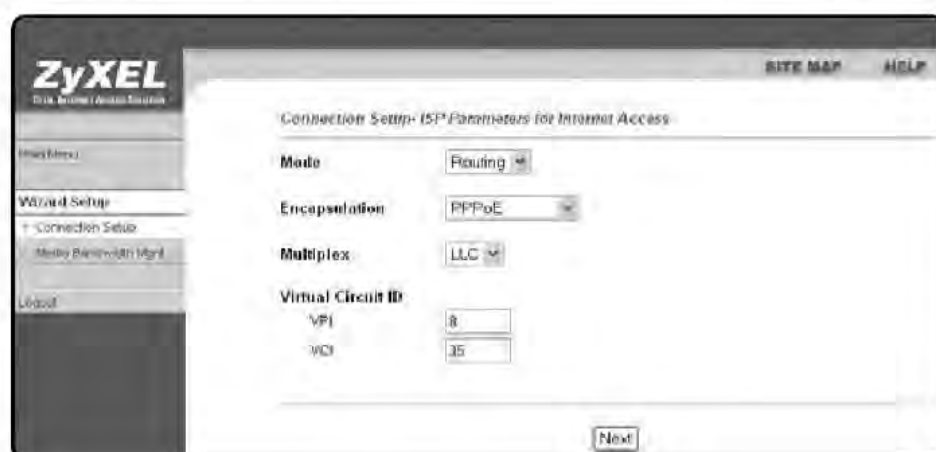 ZyXEL
SITE MAP HELP
Connection Setup- ISP Parameters for Internet Access
Main Menu
Mode Routing
Wizard Setup
Encapsulation PPPoE
Connection Setup
Media Bandwidth Mgnt
Multiplex LLC
Logout
Virtual Circuit ID
VPI 8
VCI 35
Next